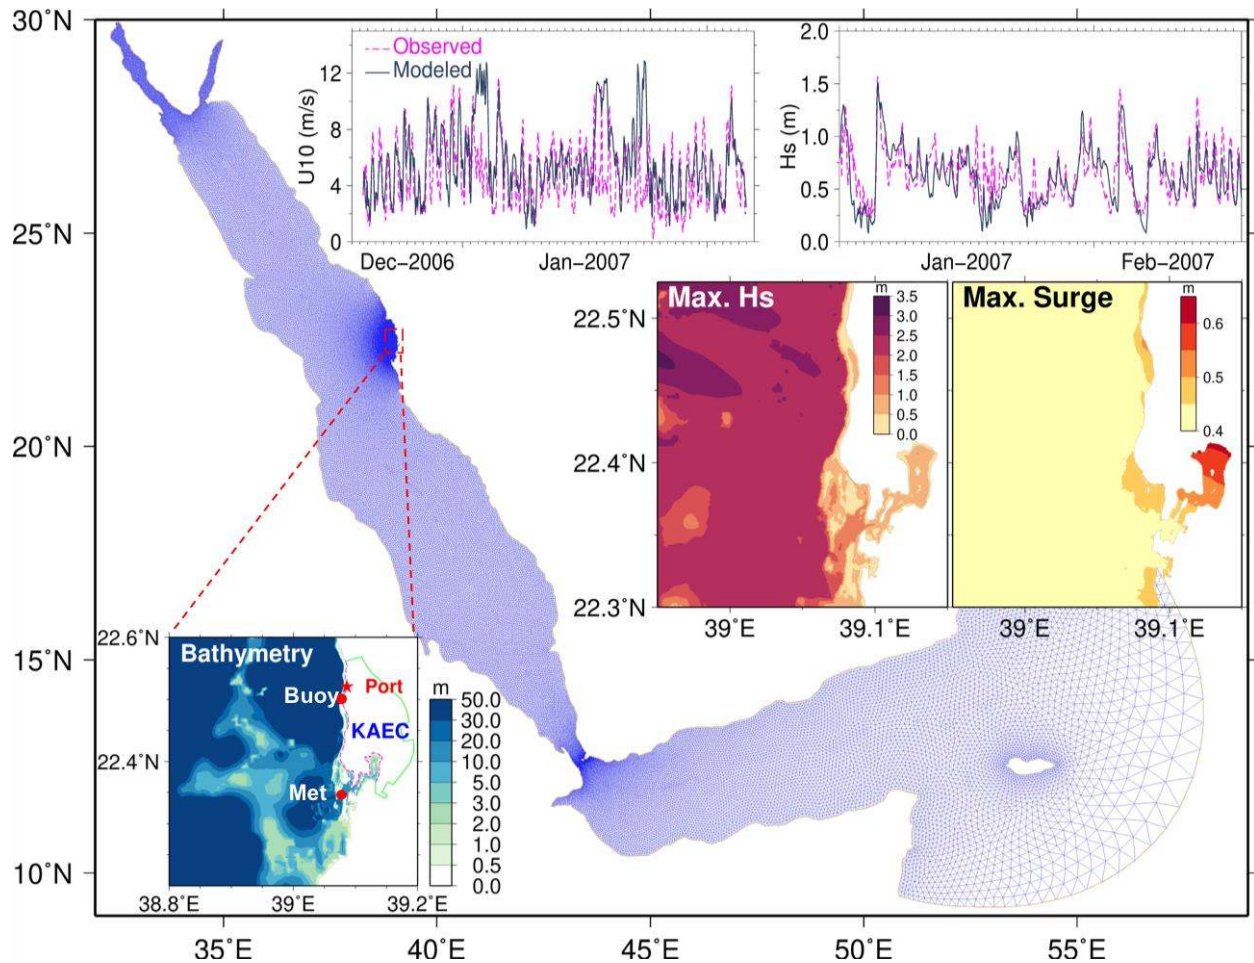 30˚N
25˚N
20˚N
15˚N
10˚N
35˚E
40˚E
45˚E
50˚E
55˚E
U10 (m/s)
12
8
4
0
Observed
Modeled
Dec−2006
Jan−2007
Hs (m)
2.0
1.5
1.0
0.5
0.0
Jan−2007
Feb−2007
22.5˚N
22.4˚N
22.3˚N
Max. Hs
m
3.5
3.0
2.5
2.0
1.5
1.0
0.5
0.0
39˚E
39.1˚E
Max. Surge
m
0.6
0.5
0.4
39˚E
39.1˚E
22.6˚N
22.4˚N
Bathymetry
Buoy
Port
KAEC
Met
38.8˚E
39˚E
39.2˚E
m
50.0
30.0
20.0
10.0
5.0
3.0
2.0
1.0
0.5
0.0